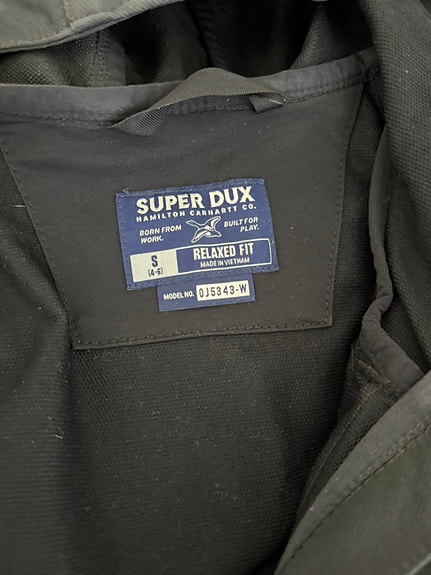 SUPER DUX
HAMILTON CARHARTT CO.
BORN FROM WORK.
BUILT FOR PLAY.
S
(4-6)
RELAXED FIT
MADE IN VIETNAM
MODEL NO. OJ5343-W